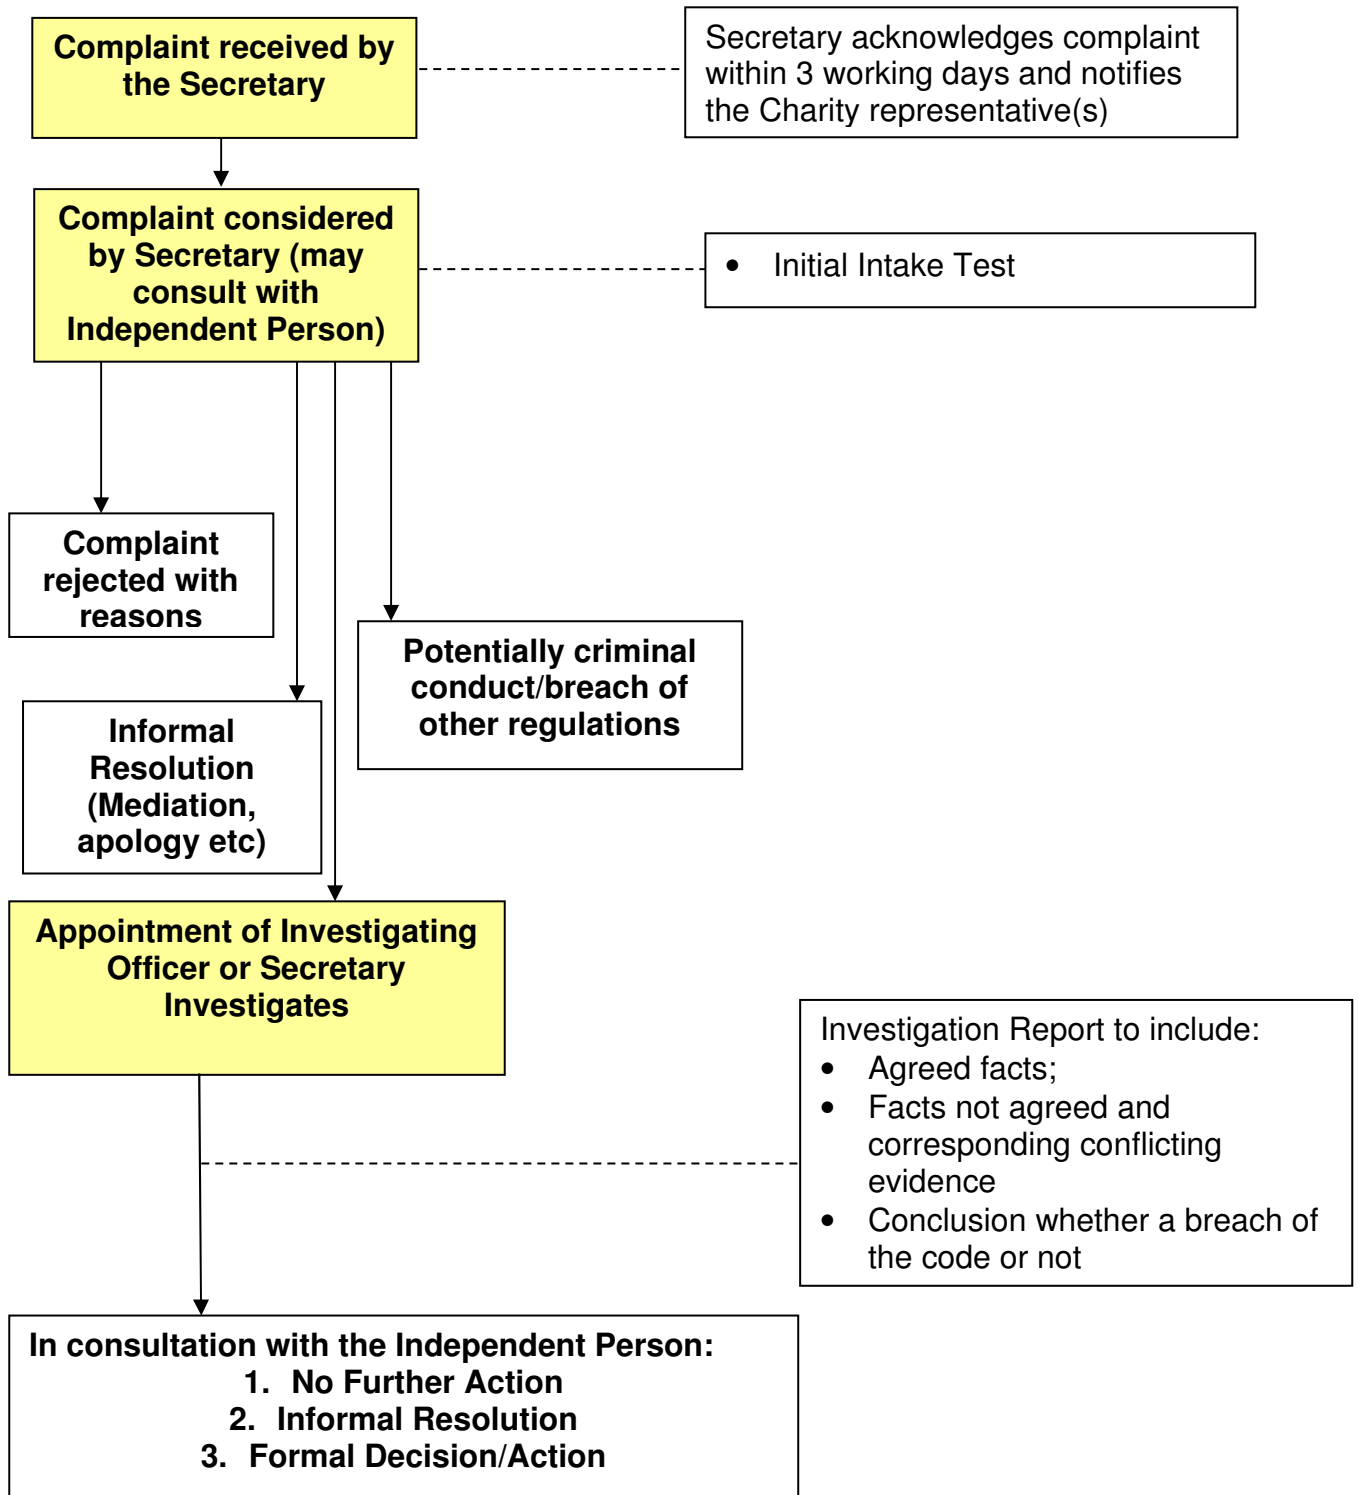 Complaint received by
the Secretary
Secretary acknowledges complaint
within 3 working days and notifies
the Charity representative(s)
Complaint considered
by Secretary (may
consult with
Independent Person)
• Initial Intake Test
Complaint
rejected with
reasons
Potentially criminal
conduct/breach of
other regulations
Informal
Resolution
(Mediation,
apology etc)
Appointment of Investigating
Officer or Secretary
Investigates
Investigation Report to include:
• Agreed facts;
• Facts not agreed and
corresponding conflicting
evidence
• Conclusion whether a breach of
the code or not
In consultation with the Independent Person:
1. No Further Action
2. Informal Resolution
3. Formal Decision/Action